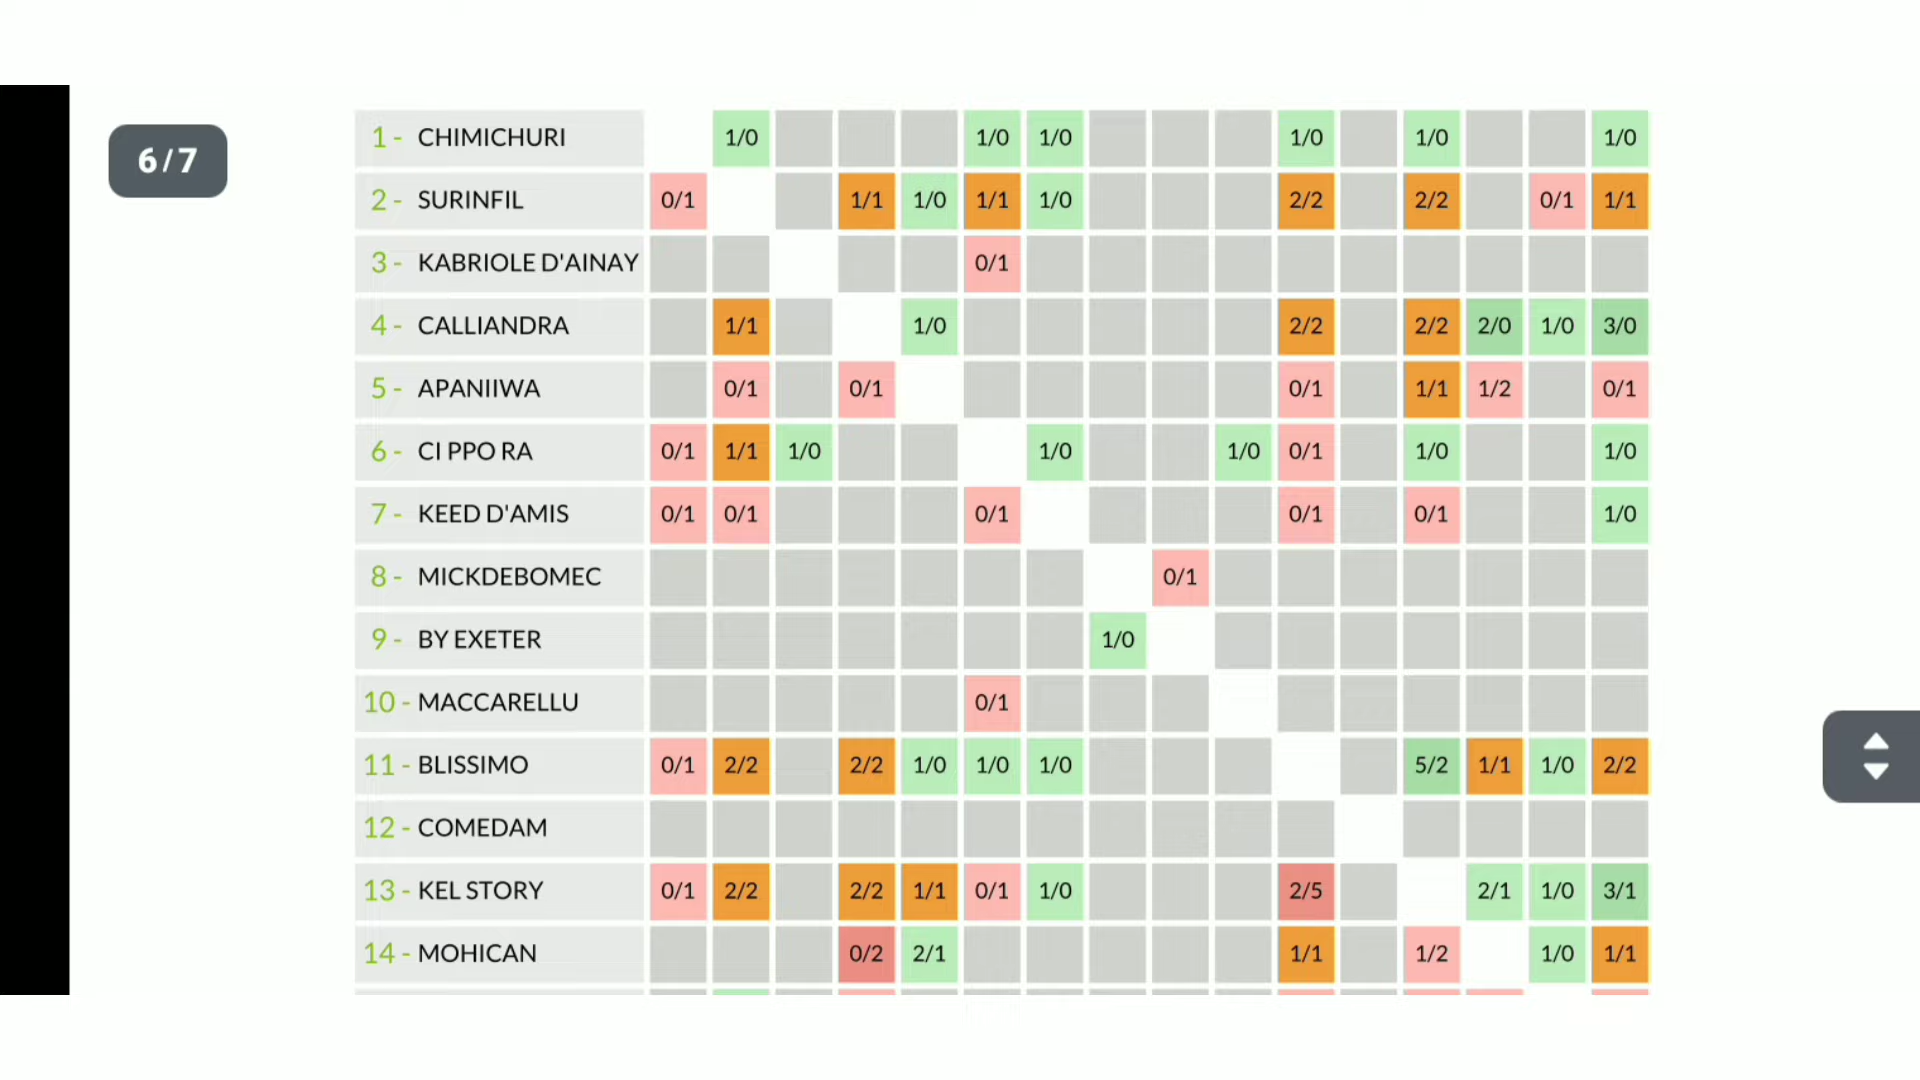 6/7
1 - CHIMICHURI 1/0 1/0 1/0 1/0 1/0 1/0
2 - SURINFIL 0/1 1/1 1/0 1/1 1/0 2/2 2/2 0/1 1/1
3 - KABRIOLE D'AINAY 0/1
4 - CALLIANDRA 1/1 1/0 2/2 2/2 2/0 1/0 3/0
5 - APANIIWA 0/1 0/1 0/1 1/1 1/2 0/1
6 - CI PPO RA 0/1 1/1 1/0 1/0 1/0 0/1 1/0 1/0
7 - KEED D'AMIS 0/1 0/1 0/1 0/1 0/1 1/0
8 - MICKDEBOMEC 0/1
9 - BY EXETER 1/0
10 - MACCARELLU 0/1
11 - BLISSIMO 0/1 2/2 2/2 1/0 1/0 1/0 5/2 1/1 1/0 2/2
12 - COMEDAM
13 - KEL STORY 0/1 2/2 2/2 1/1 0/1 1/0 2/5 2/1 1/0 3/1
14 - MOHICAN 0/2 2/1 1/1 1/2 1/0 1/1